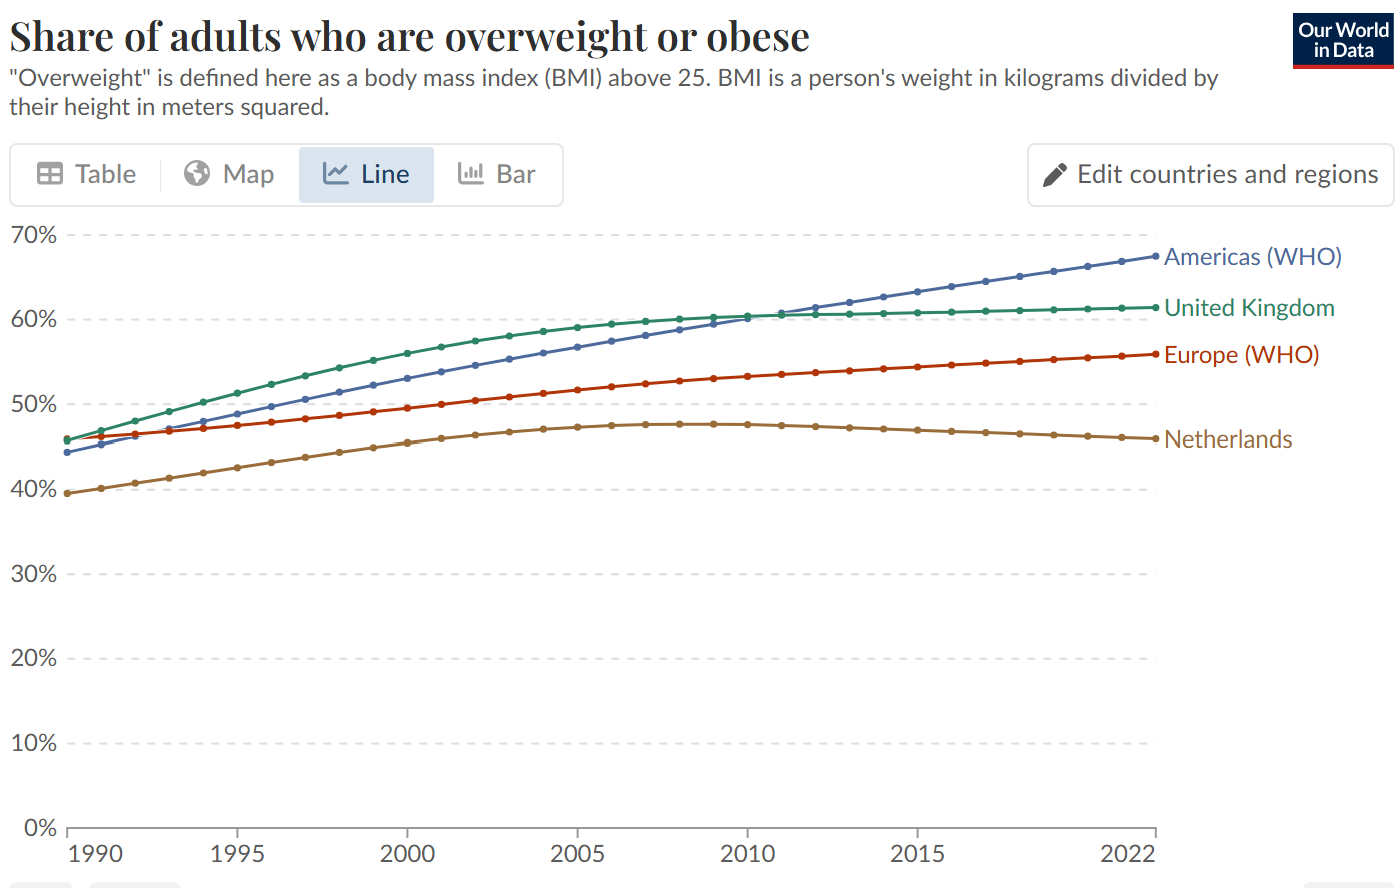 Share of adults who are overweight or obese
Our World
in Data
"Overweight" is defined here as a body mass index (BMI) above 25. BMI is a person's weight in kilograms divided by
their height in meters squared.
Table
Map
Line
Bar
Edit countries and regions
70%
60%
50%
40%
30%
20%
10%
0%
Americas (WHO)
United Kingdom
Europe (WHO)
Netherlands
1990
1995
2000
2005
2010
2015
2022